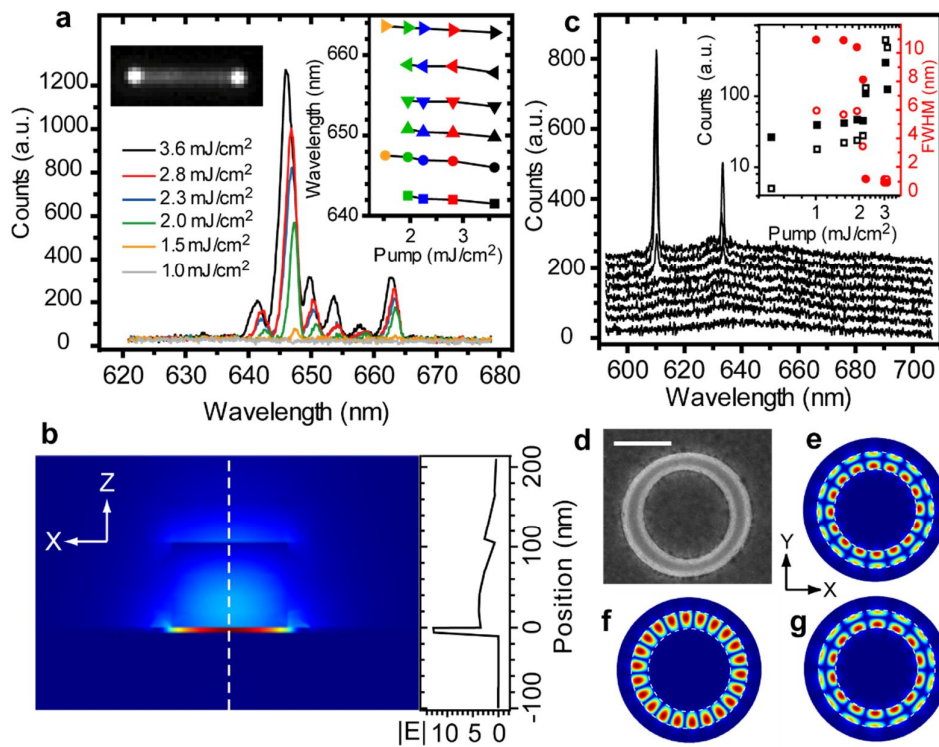 a
1200
1000
800
600
400
200
0
Counts (a.u.)
3.6 mJ/cm²
2.8 mJ/cm²
2.3 mJ/cm²
2.0 mJ/cm²
1.5 mJ/cm²
1.0 mJ/cm²
660
650
640
Wavelength (nm)
2 3
Pump (mJ/cm²)
620 630 640 650 660 670 680
Wavelength (nm)
c
800
600
400
200
0
Counts (a.u.)
100
10
Counts (a.u.)
10
8
6
4
2
1
0
FWHM (nm)
1 2 3
Pump (mJ/cm²)
600 620 640 660 680 700
Wavelength (nm)
b
Z
X
200
100
0
-100
Position (nm)
|E| 10 5 0
d
e
Y
X
f
g